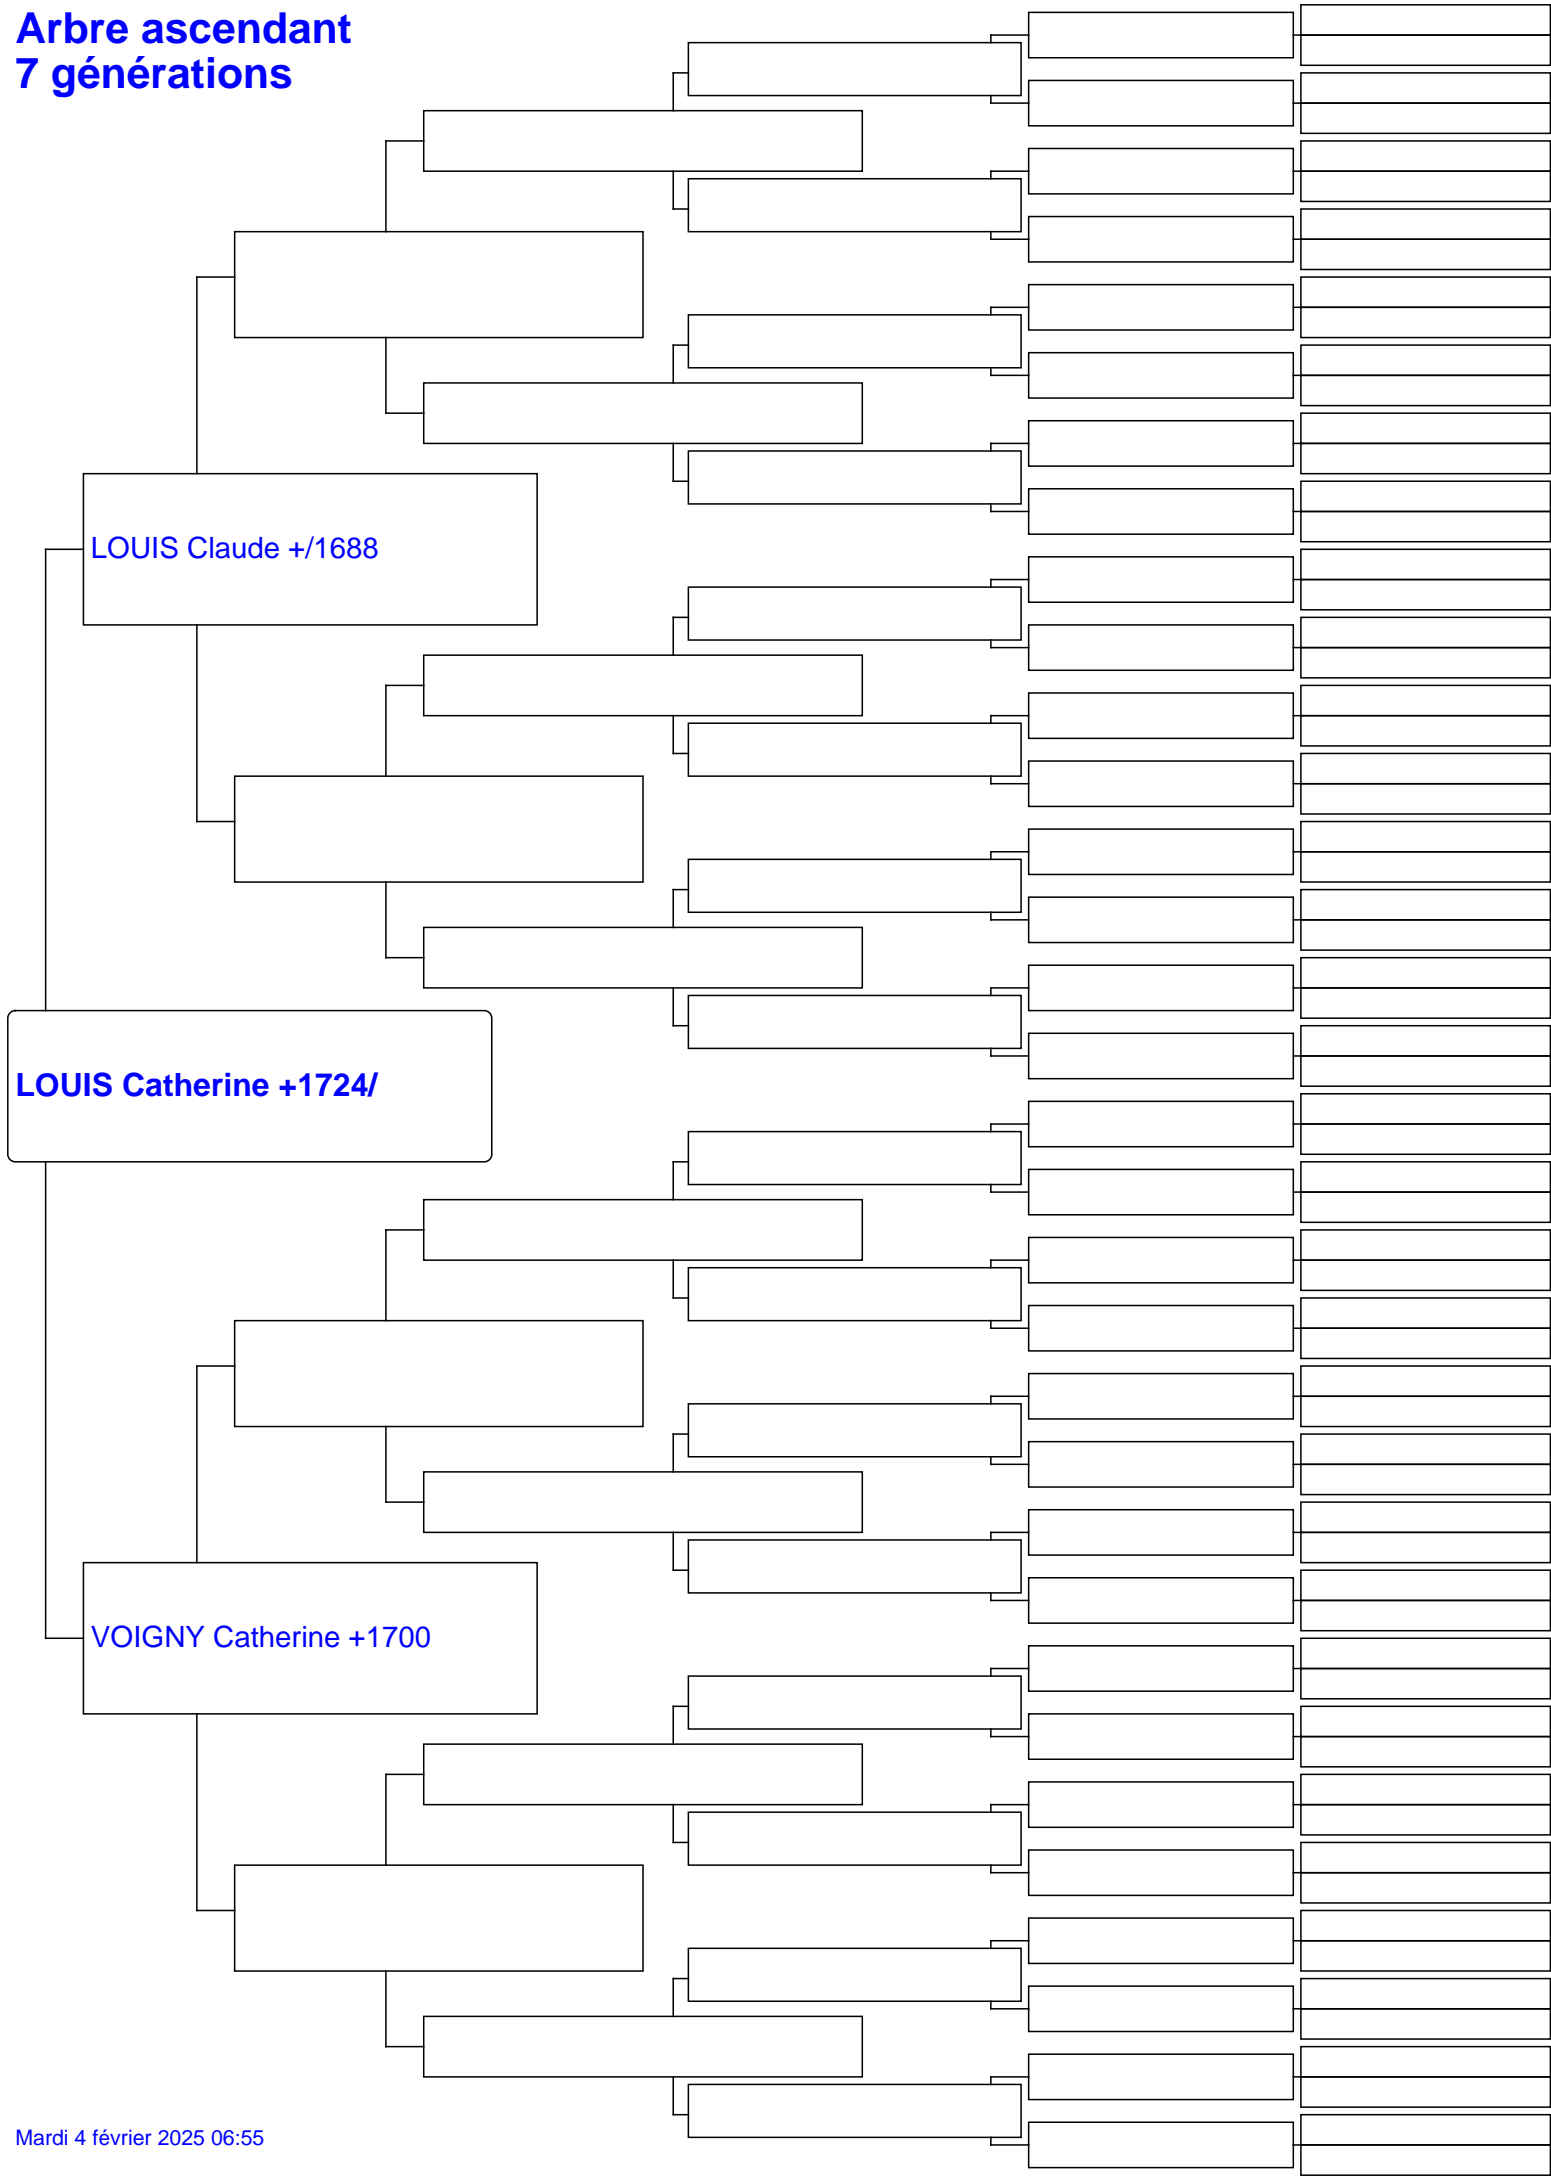 Arbre ascendant
7 générations
LOUIS Claude +/1688
LOUIS Catherine +1724/
VOIGNY Catherine +1700
Mardi 4 février 2025 06:55